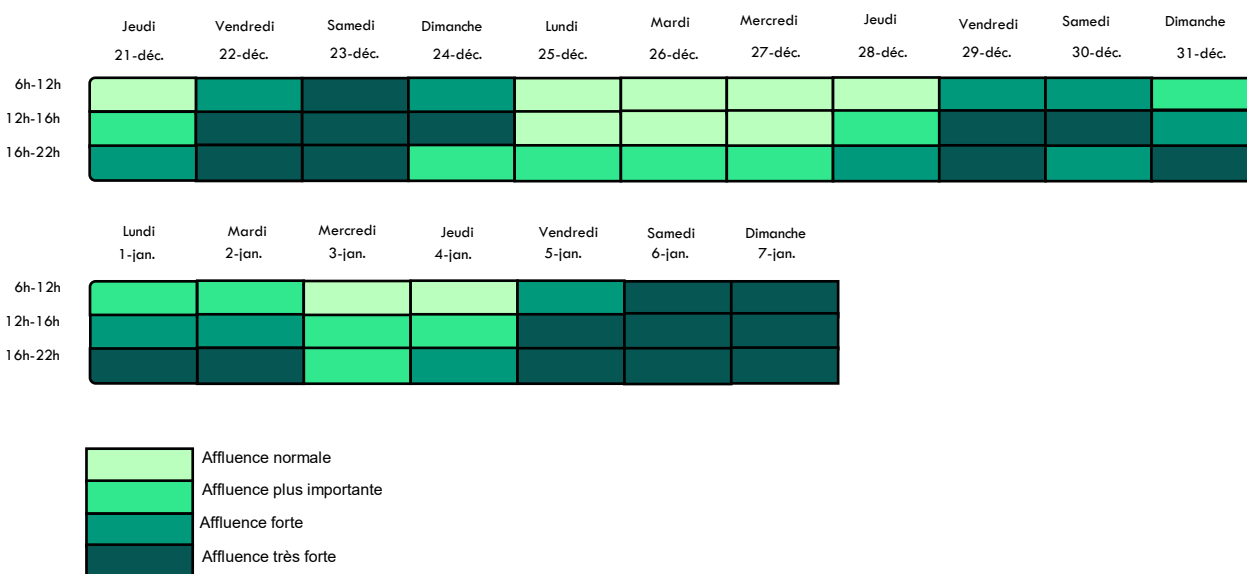 Jeudi Vendredi Samedi Dimanche Lundi Mardi Mercredi Jeudi Vendredi Samedi Dimanche
21-déc. 22-déc. 23-déc. 24-déc. 25-déc. 26-déc. 27-déc. 28-déc. 29-déc. 30-déc. 31-déc.
6h-12h
12h-16h
16h-22h
Lundi Mardi Mercredi Jeudi Vendredi Samedi Dimanche
1-jan. 2-jan. 3-jan. 4-jan. 5-jan. 6-jan. 7-jan.
6h-12h
12h-16h
16h-22h
Affluence normale
Affluence plus importante
Affluence forte
Affluence très forte